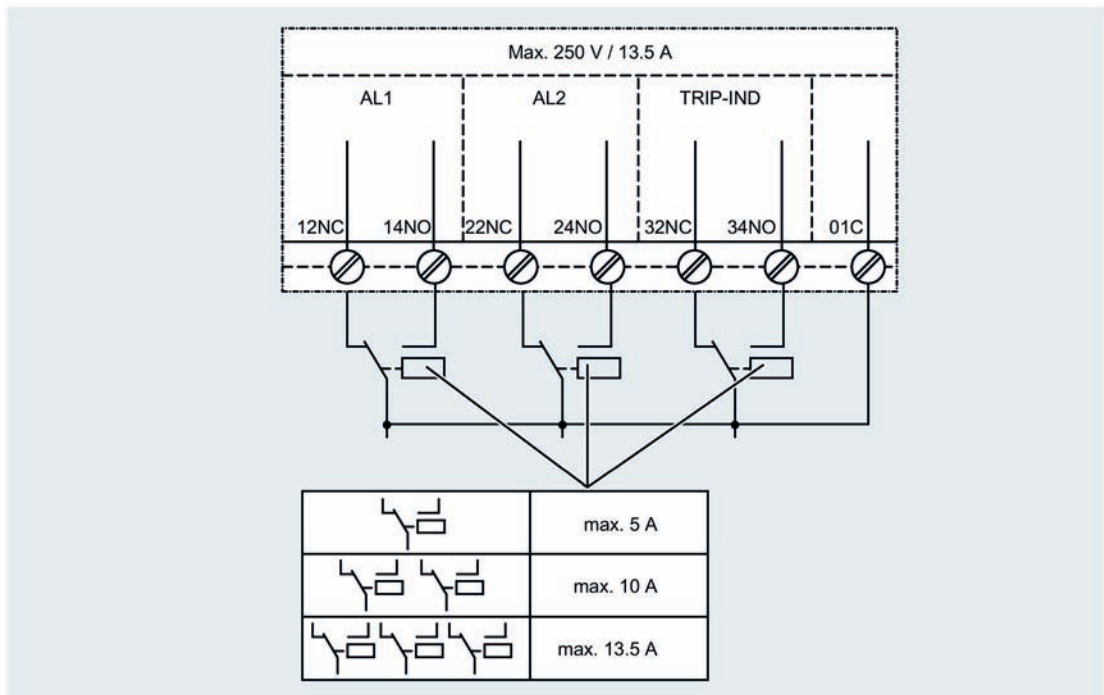 Max. 250 V / 13.5 A
AL1 AL2 TRIP-IND
12NC 14NO 22NC 24NO 32NC 34NO 01C
max. 5 A
max. 10 A
max. 13.5 A